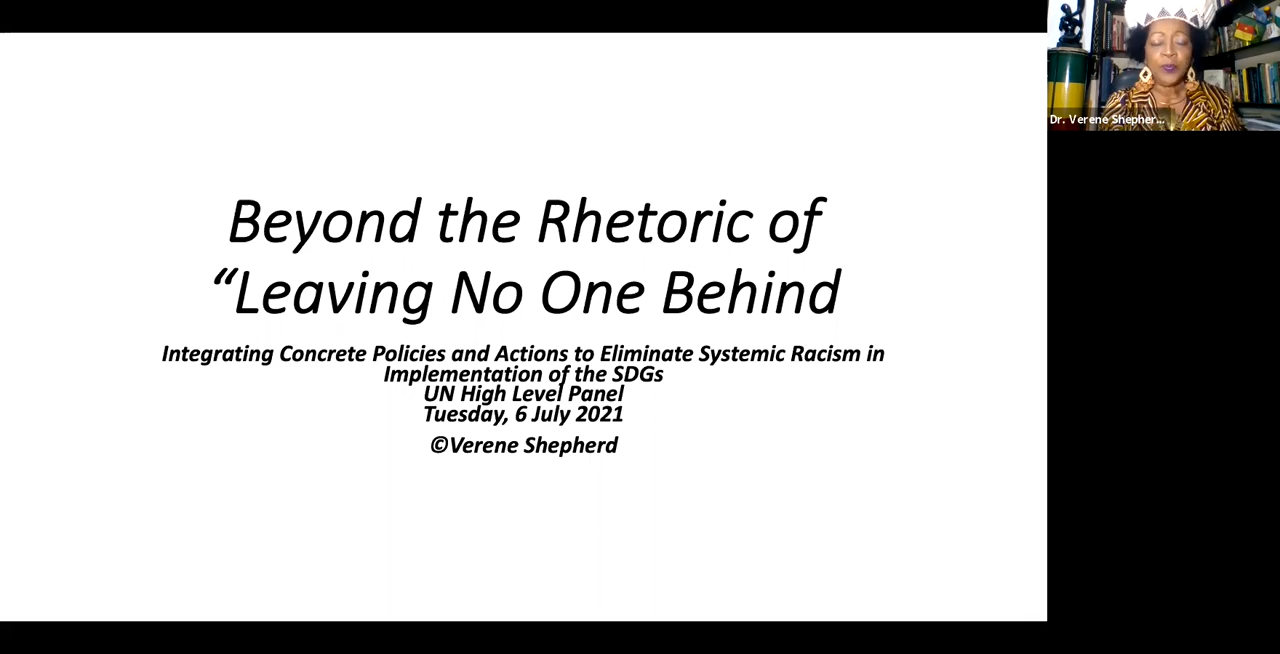 Beyond the Rhetoric of
“Leaving No One Behind
Integrating Concrete Policies and Actions to Eliminate Systemic Racism in
Implementation of the SDGs
UN High Level Panel
Tuesday, 6 July 2021
©Verene Shepherd
Dr. Verene Shepher...